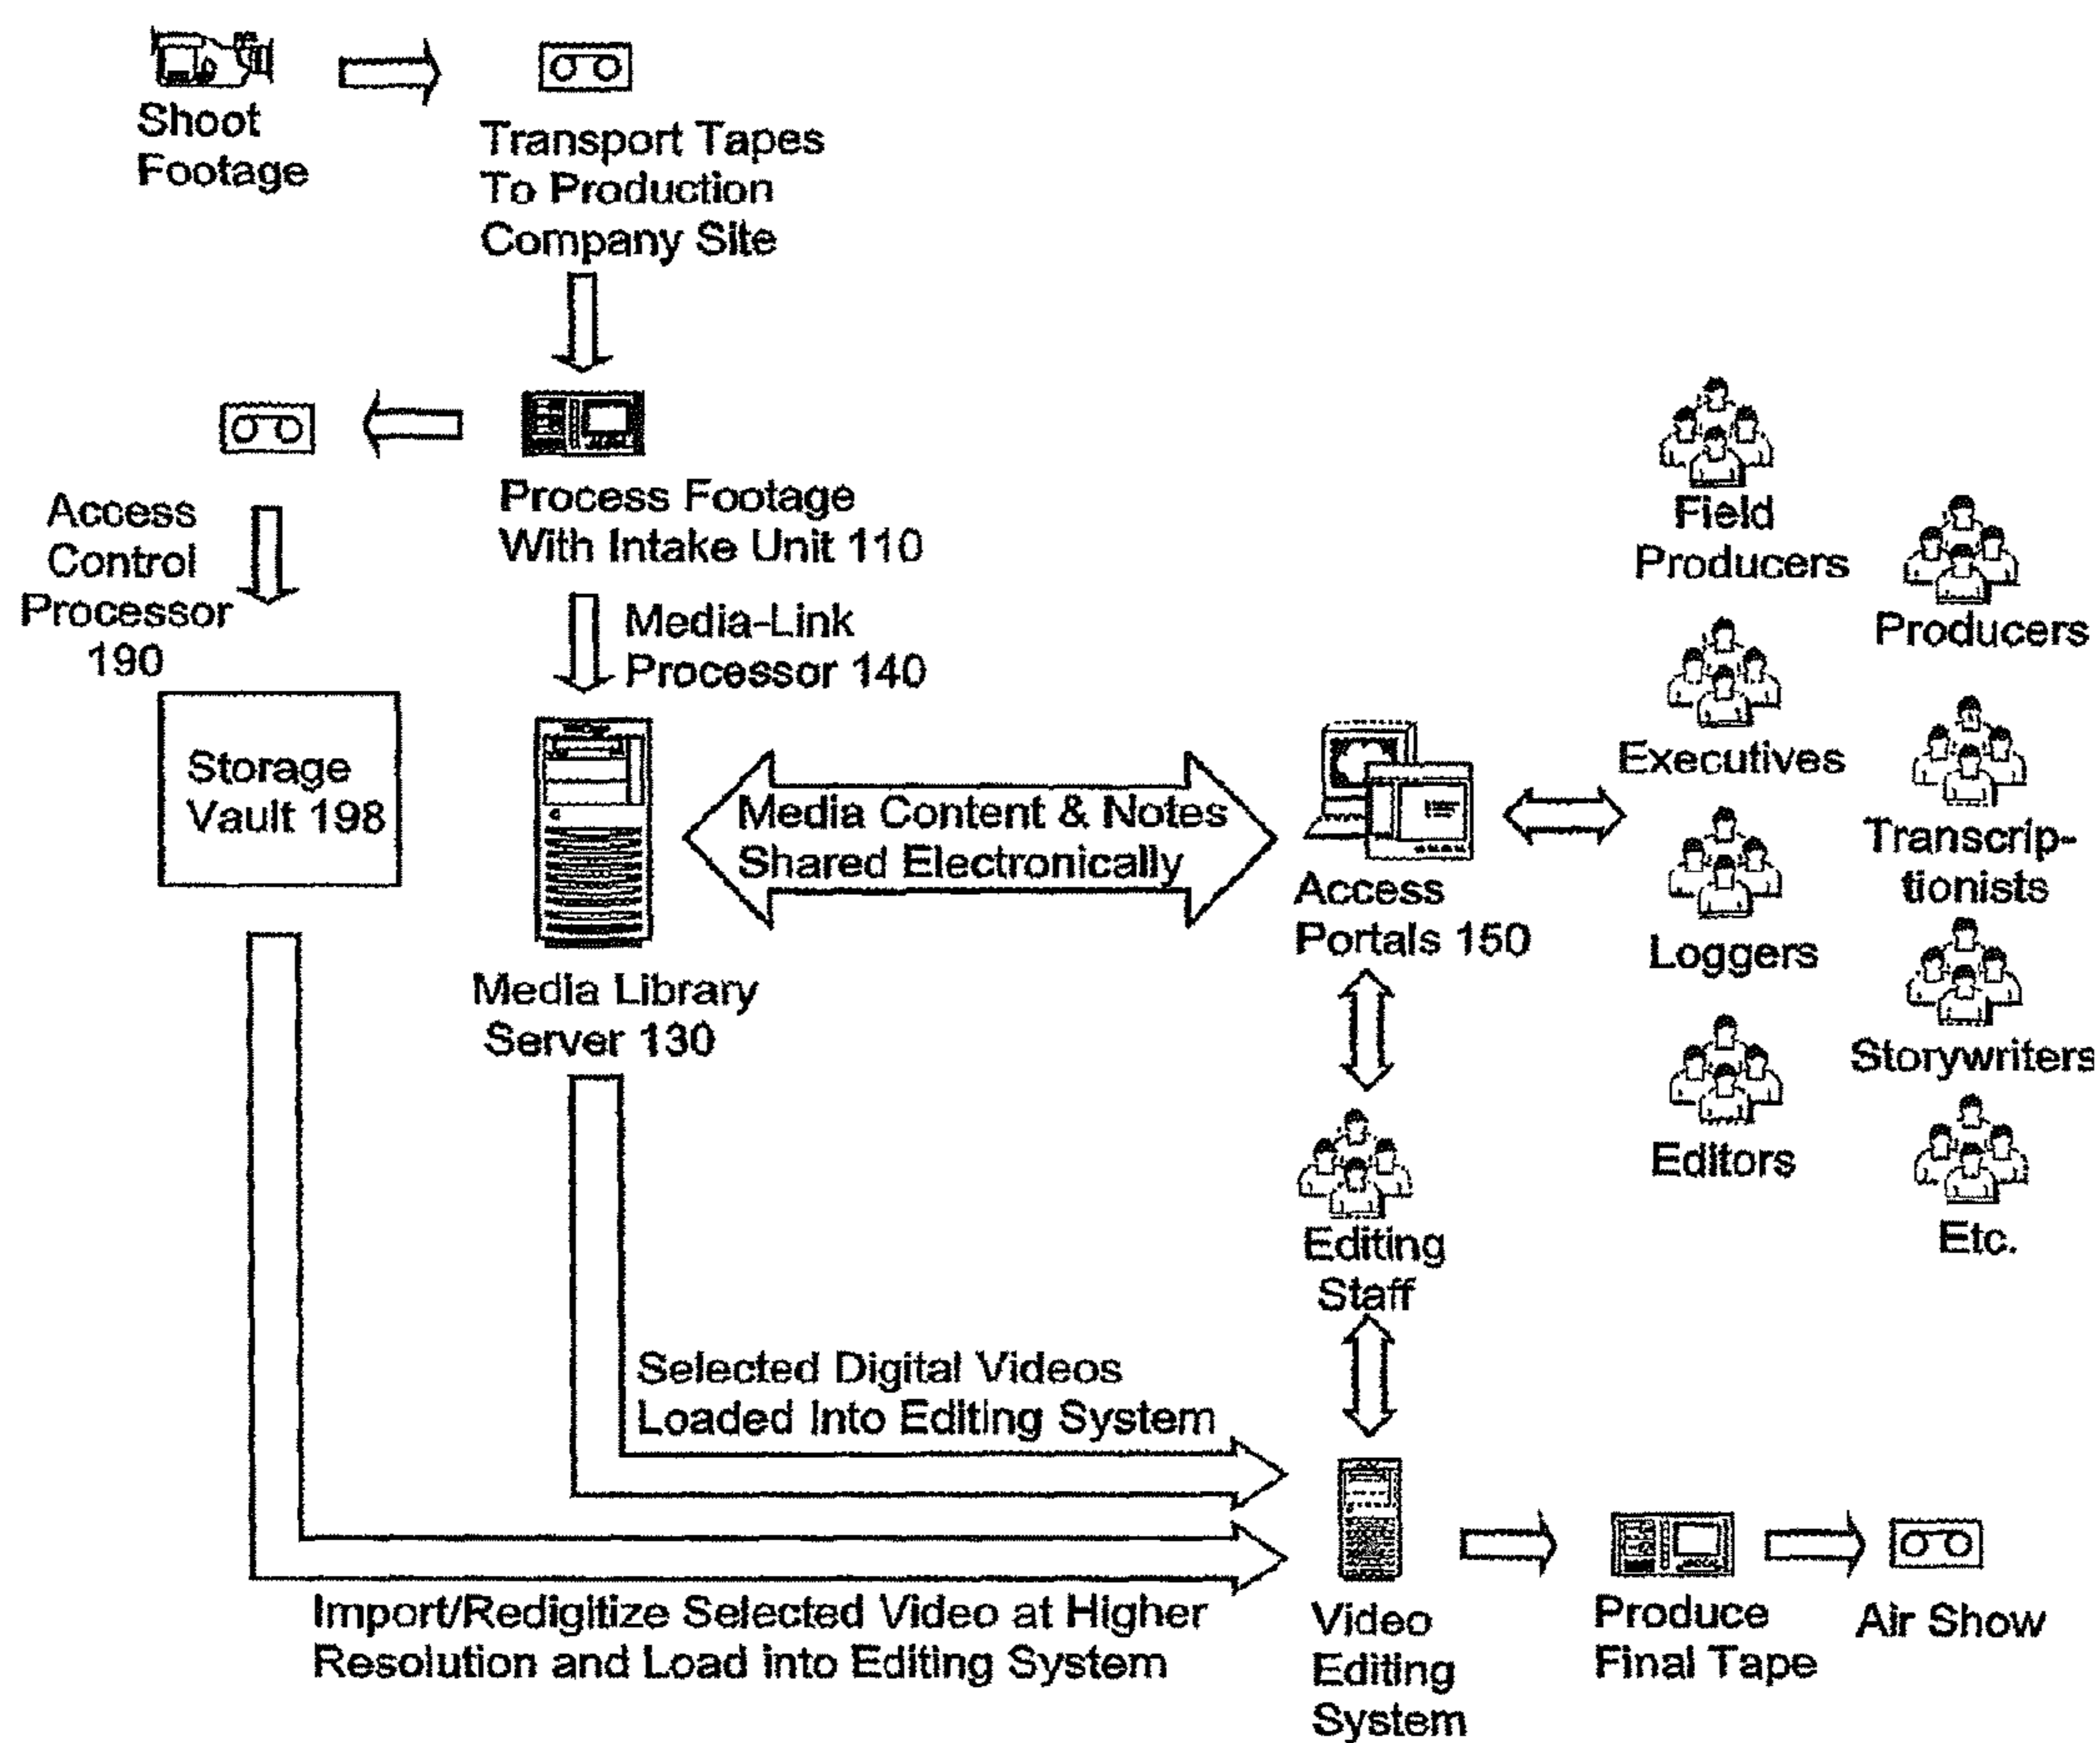 Shoot
Footage
Transport Tapes
To Production
Company Site
Access
Control
Processor
190
Process Footage
With Intake Unit 110
Media-Link
Processor 140
Storage
Vault 198
Media Library
Server 130
Media Content & Notes
Shared Electronically
Access
Portals 150
Field
Producers
Producers
Executives
Transcrip-
tionists
Loggers
Storywriters
Editors
Etc.
Editing
Staff
Selected Digital Videos
Loaded Into Editing System
Import/Redigitize Selected Video at Higher
Resolution and Load into Editing System
Video
Editing
System
Produce
Final Tape
Air Show